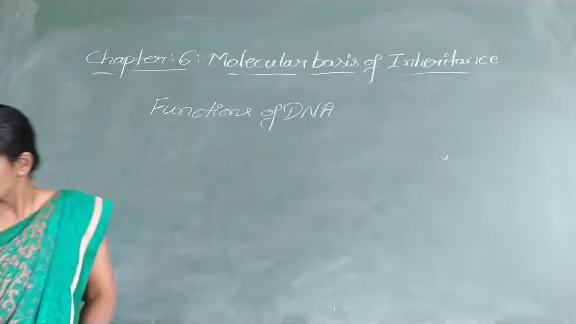 Chapter: 6: Molecular basis of Inheritance
Functions of DNA